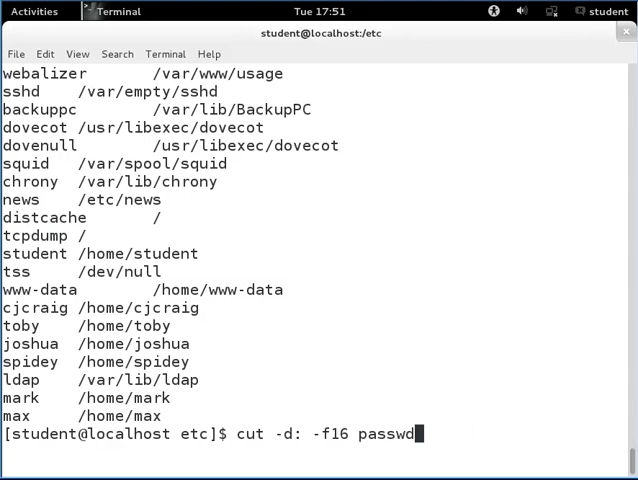 Activities Terminal Tue 17:51 student
student@localhost:/etc
File Edit View Search Terminal Help
webalizer /var/www/usage
sshd /var/empty/sshd
backuppc /var/lib/BackupPC
dovecot /usr/libexec/dovecot
dovenull /usr/libexec/dovecot
squid /var/spool/squid
chrony /var/lib/chrony
news /etc/news
distcache /
tcpdump /
student /home/student
tss /dev/null
www-data /home/www-data
cjcraig /home/cjcraig
toby /home/toby
joshua /home/joshua
spidey /home/spidey
ldap /var/lib/ldap
mark /home/mark
max /home/max
[student@localhost etc]$ cut -d: -f16 passwd